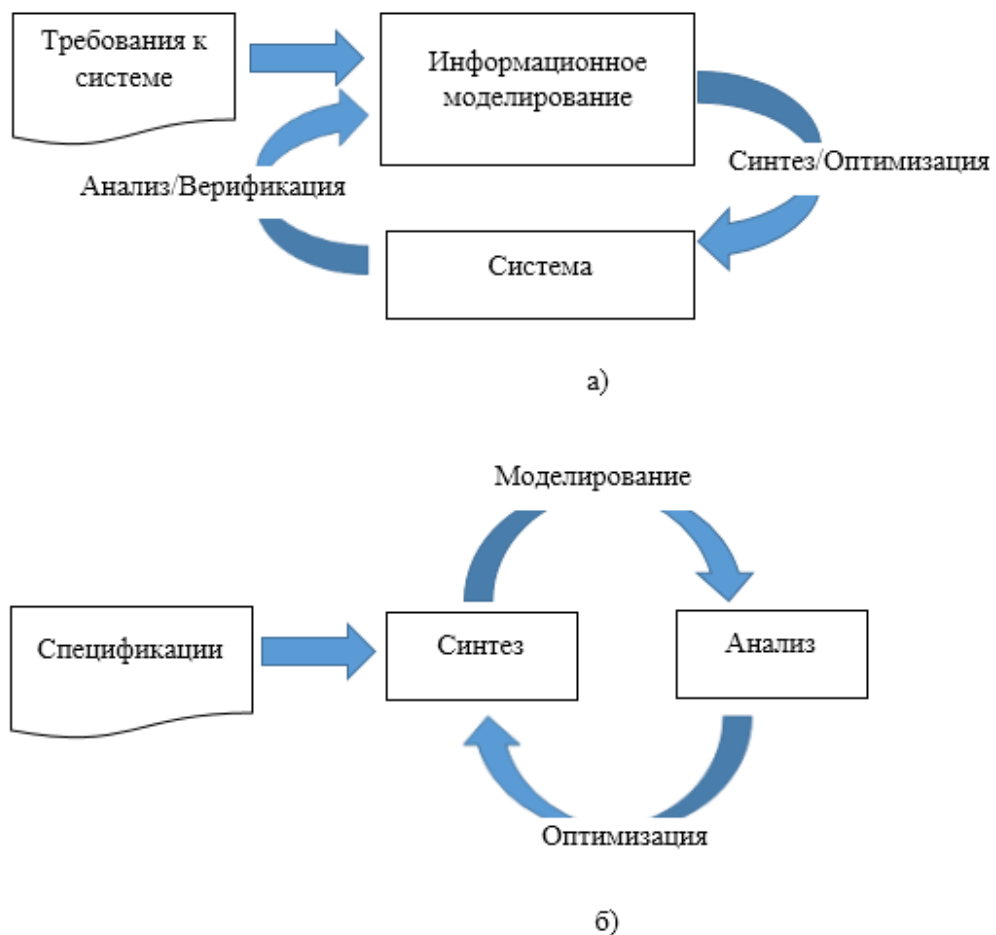 Требования к
системе
Информационное
моделирование
Синтез/Оптимизация
Анализ/Верификация
Система
а)
Моделирование
Спецификации
Синтез
Анализ
Оптимизация
б)